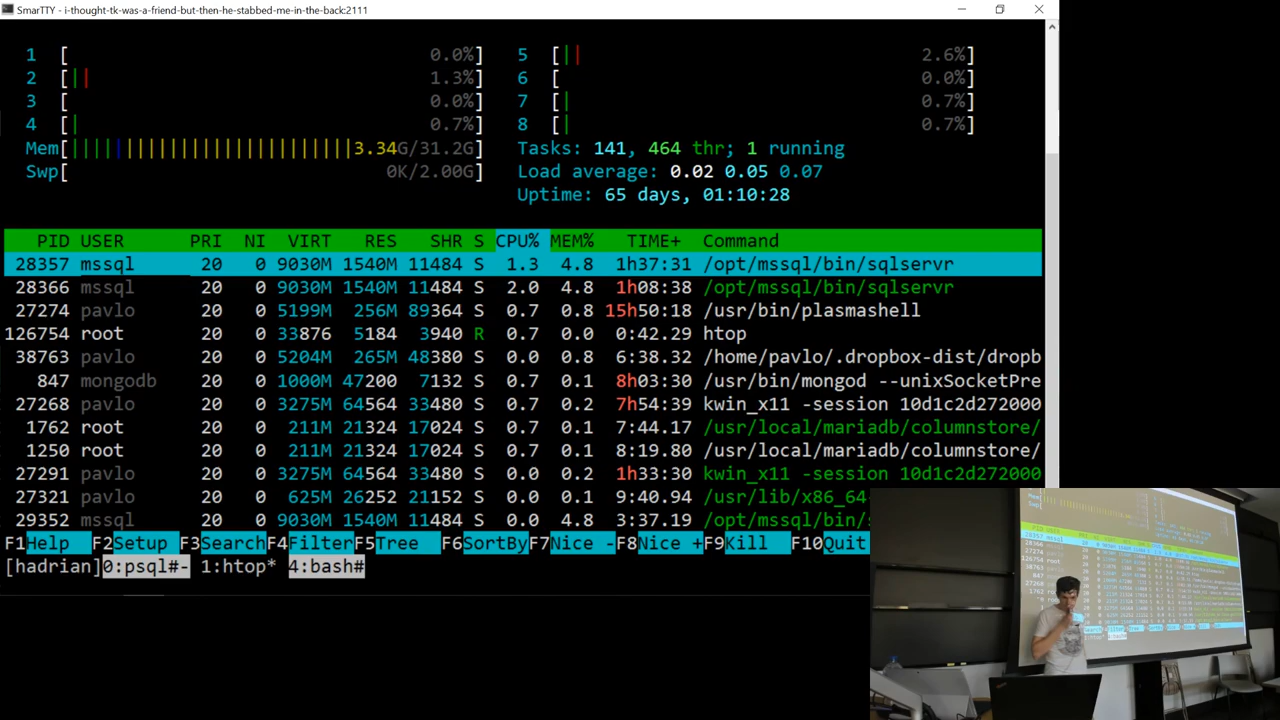 SmarTTY - i-thought-tk-was-a-friend-but-then-he-stabbed-me-in-the-back:2111
1 [ 0.0%] 5 [|| 2.6%]
2 [|| 1.3%] 6 [ 0.0%]
3 [ 0.0%] 7 [| 0.7%]
4 [| 0.7%] 8 [| 0.7%]
Mem[||||||||||||||||||||||||3.34G/31.2G] Tasks: 141, 464 thr; 1 running
Swp[ 0K/2.00G] Load average: 0.02 0.05 0.07
Uptime: 65 days, 01:10:28
PID USER PRI NI VIRT RES SHR S CPU% MEM% TIME+ Command
28357 mssql 20 0 9030M 1540M 11484 S 1.3 4.8 1h37:31 /opt/mssql/bin/sqlservr
28366 mssql 20 0 9030M 1540M 11484 S 2.0 4.8 1h08:38 /opt/mssql/bin/sqlservr
27274 pavlo 20 0 5199M 256M 89364 S 0.7 0.8 15h50:18 /usr/bin/plasmashell
126754 root 20 0 33876 5184 3940 R 0.7 0.0 0:42.29 htop
38763 pavlo 20 0 5204M 265M 48380 S 0.0 0.8 6:38.32 /home/pavlo/.dropbox-dist/dropb
847 mongodb 20 0 1000M 47200 7132 S 0.7 0.1 8h03:30 /usr/bin/mongod --unixSocketPre
27268 pavlo 20 0 3275M 64564 33480 S 0.7 0.2 7h54:39 kwin_x11 -session 10d1c2d272000
1762 root 20 0 211M 21324 17024 S 0.7 0.1 7:44.17 /usr/local/mariadb/columnstore/
1250 root 20 0 211M 21324 17024 S 0.7 0.1 8:19.80 /usr/local/mariadb/columnstore/
27291 pavlo 20 0 3275M 64564 33480 S 0.0 0.2 1h33:30 kwin_x11 -session 10d1c2d272000
27321 pavlo 20 0 625M 26252 21152 S 0.0 0.1 9:40.94 /usr/lib/x86_64-
29352 mssql 20 0 9030M 1540M 11484 S 0.0 4.8 3:37.19 /opt/mssql/bin/s
F1Help F2Setup F3SearchF4FilterF5Tree F6SortByF7Nice -F8Nice +F9Kill F10Quit
[hadrian]0:psql#- 1:htop* 4:bash#